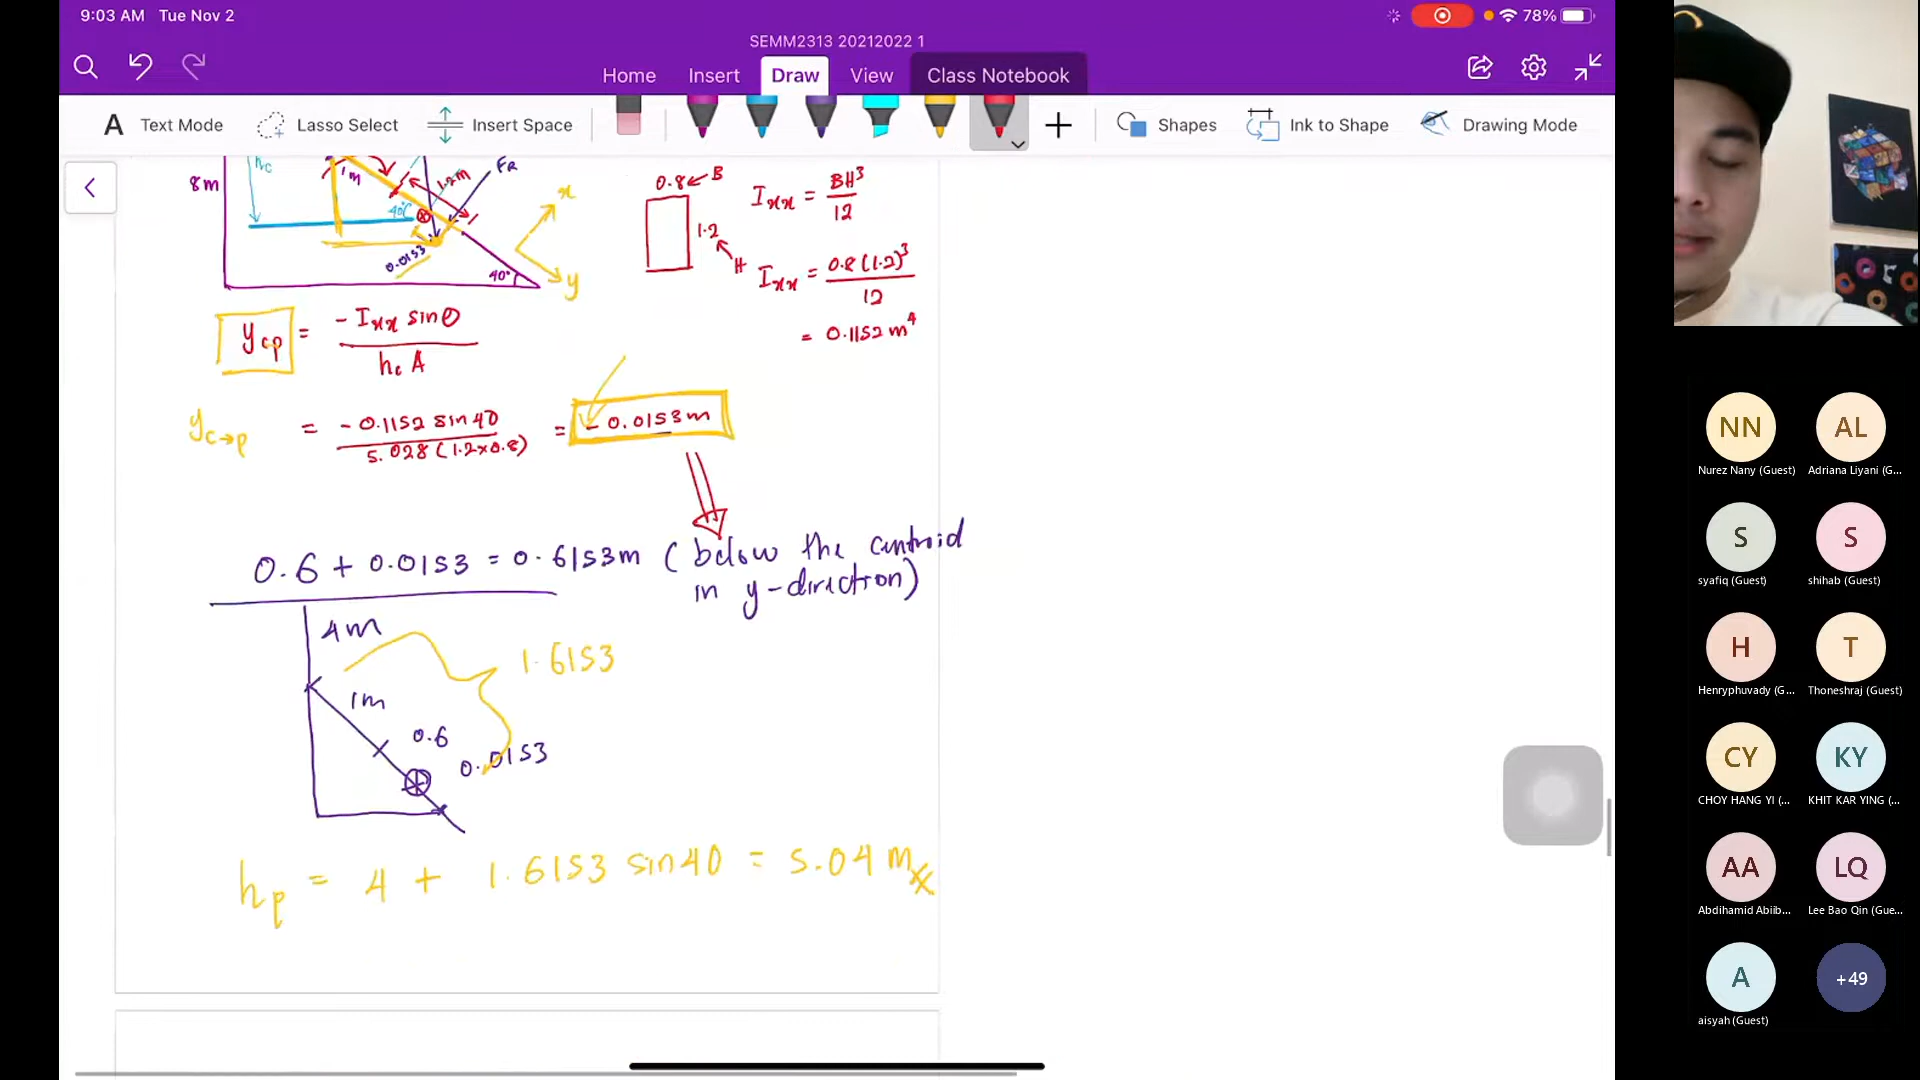 9:03 AM Tue Nov 2
78%
SEMM2313 20212022 1
Home Insert Draw View Class Notebook
A Text Mode Lasso Select Insert Space Shapes Ink to Shape Drawing Mode
8m
hc
1m
1.2m
FR
x
40°
0.0153
40°
y
0.8 ← B
1.2
H
Ixx = BH³/12
Ixx = 0.8(1.2)³/12
= 0.1152 m⁴
ycp = - Ixx sinθ / hc A
yc→p = - 0.1152 sin 40 / 5.028 (1.2×0.8) = - 0.0153m
0.6 + 0.0153 = 0.6153m (below the centroid
in y-direction)
4m
1.6153
1m
0.6
0.0153
hp = 4 + 1.6153 sin40 = 5.04 m
NN
Nurez Nany (Guest)
AL
Adriana Liyani (G...
S
syafiq (Guest)
S
shihab (Guest)
H
Henryphuvady (G...
T
Thoneshraj (Guest)
CY
CHOY HANG YI (...
KY
KHIT KAR YING (...
AA
Abdihamid Abiib...
LQ
Lee Bao Qin (Gue...
A
aisyah (Guest)
+49